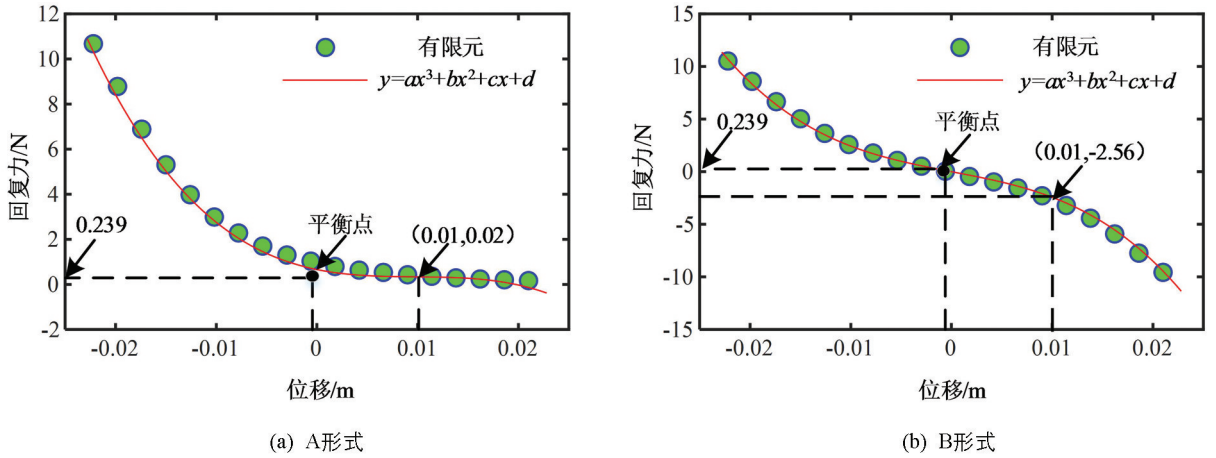 12
10
8
6
4
2
0
-2
回复力/N
有限元
y=ax³+bx²+cx+d
0.239
平衡点
(0.01,0.02)
-0.02
-0.01
0
0.01
0.02
位移/m
(a) A形式
15
10
5
0
-5
-10
-15
回复力/N
有限元
y=ax³+bx²+cx+d
0.239
平衡点
(0.01,-2.56)
-0.02
-0.01
0
0.01
0.02
位移/m
(b) B形式